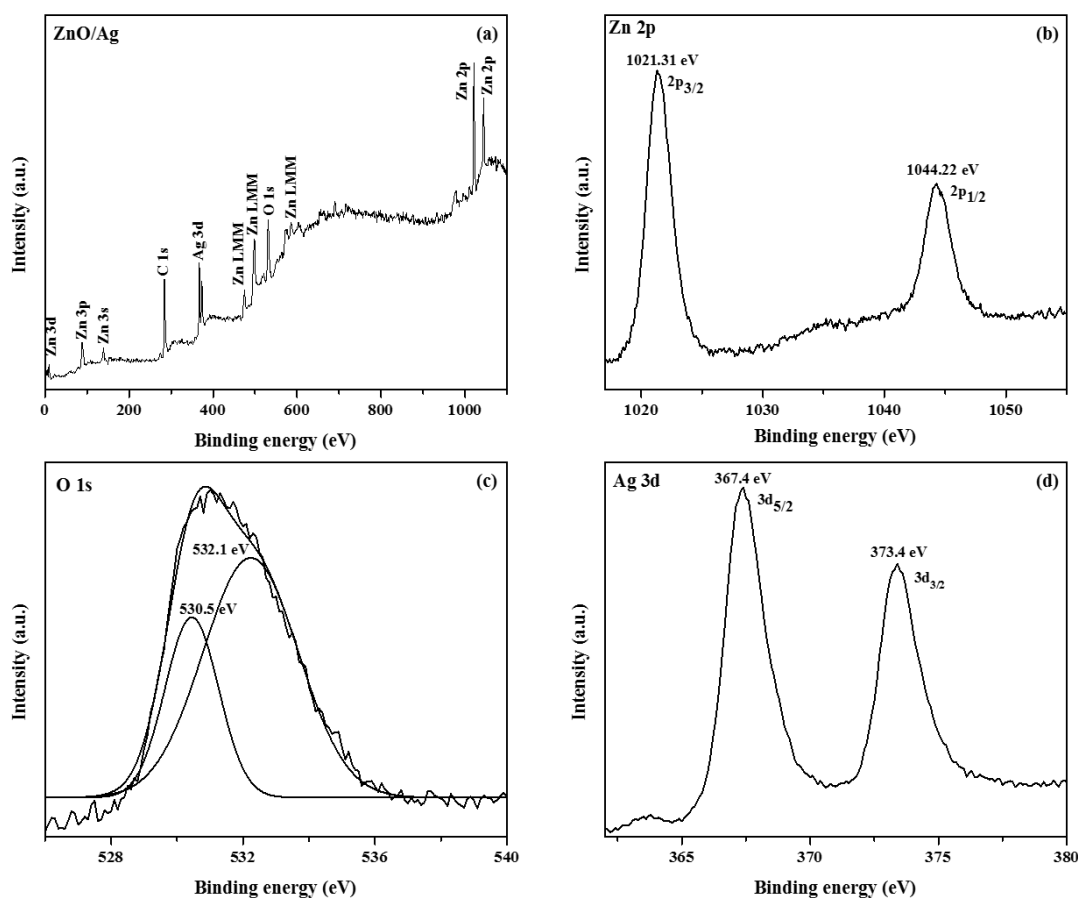 ZnO/Ag
(a)
Zn 3d
Zn 3p
Zn 3s
C 1s
Ag 3d
Zn LMM
Zn LMM
O 1s
Zn LMM
Zn 2p
Zn 2p
Intensity (a.u.)
0 200 400 600 800 1000
Binding energy (eV)
Zn 2p
(b)
1021.31 eV
2p3/2
1044.22 eV
2p1/2
Intensity (a.u.)
1020 1030 1040 1050
Binding energy (eV)
O 1s
(c)
532.1 eV
530.5 eV
Intensity (a.u.)
528 532 536 540
Binding energy (eV)
Ag 3d
(d)
367.4 eV
3d5/2
373.4 eV
3d3/2
Intensity (a.u.)
365 370 375 380
Binding energy (eV)